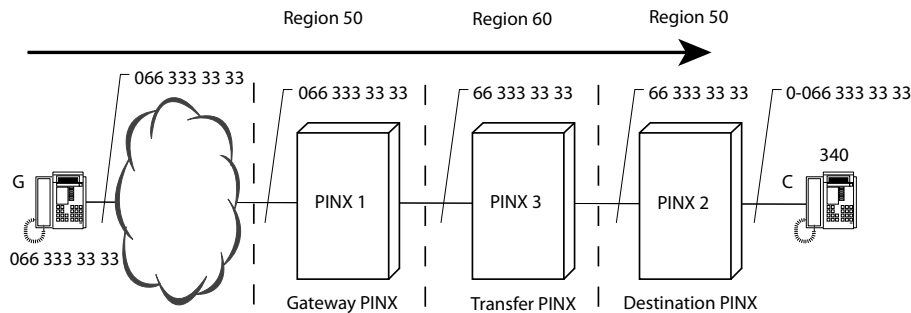 Region 50 Region 60 Region 50
066 333 33 33
066 333 33 33
66 333 33 33
66 333 33 33
0-066 333 33 33
340
G
C
PINX 1
PINX 3
PINX 2
066 333 33 33
Gateway PINX
Transfer PINX
Destination PINX